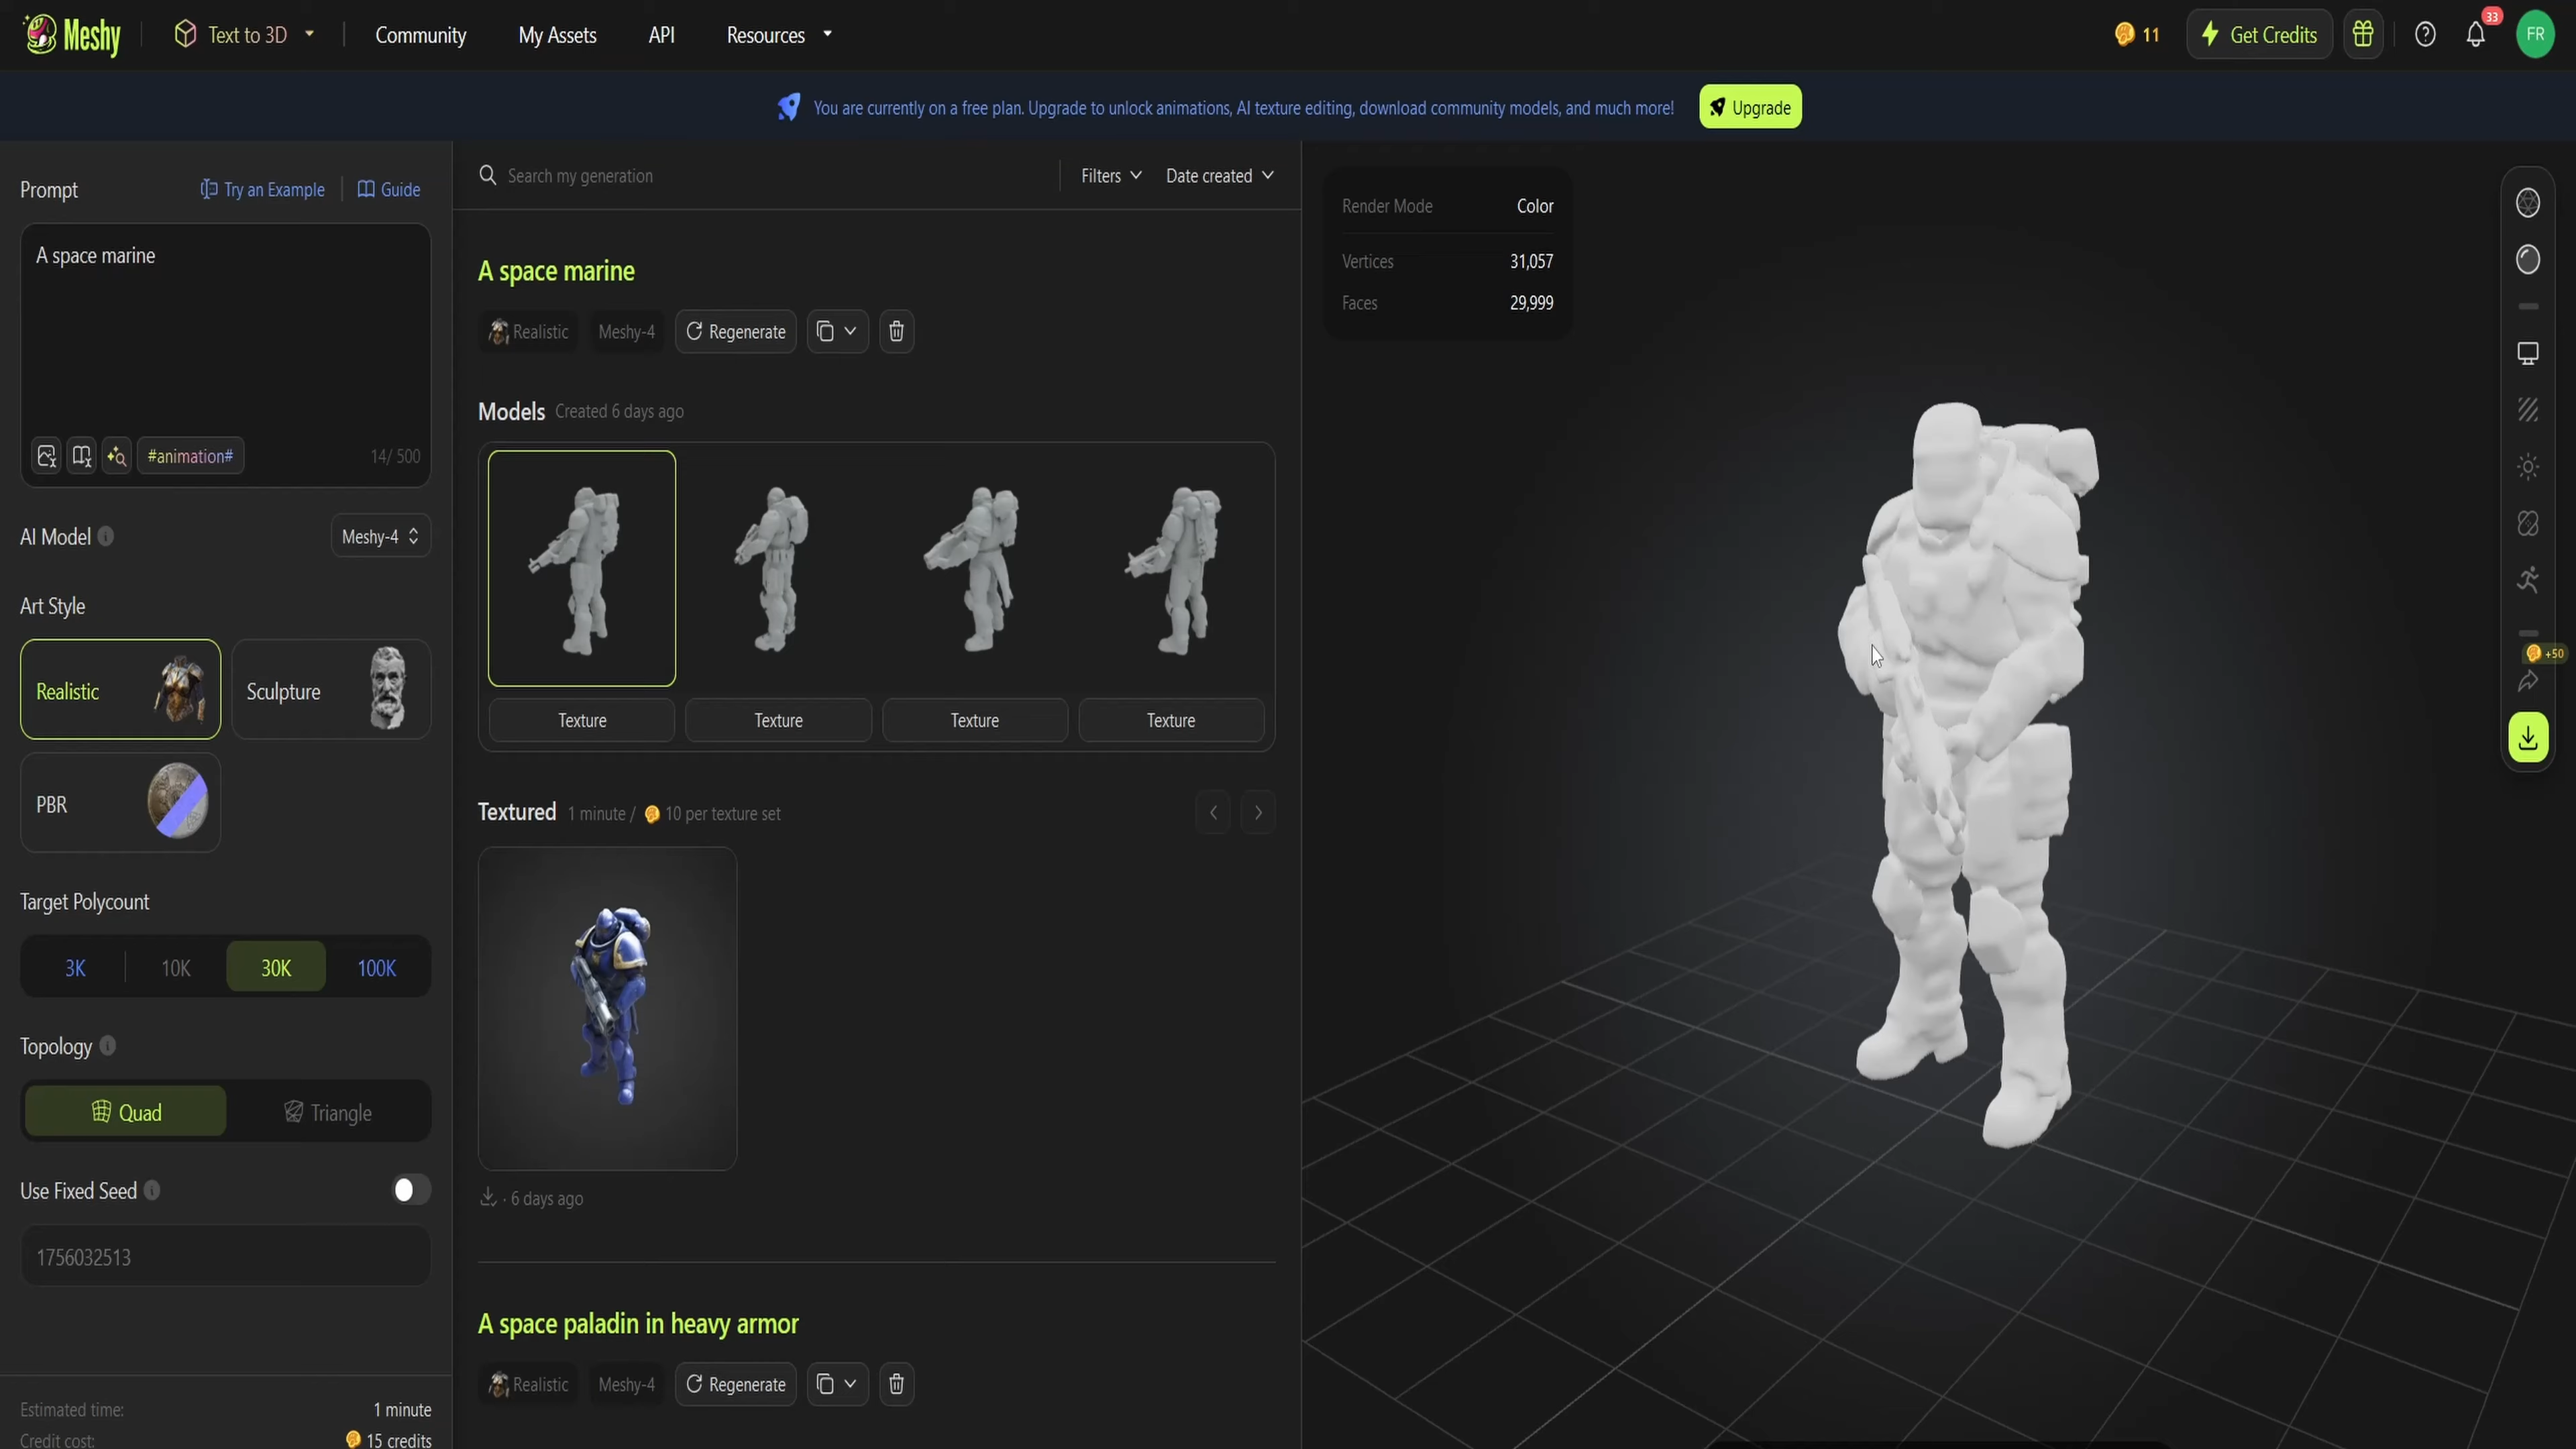 Meshy
Text to 3D
Community
My Assets
API
Resources
11
Get Credits
33
FR
You are currently on a free plan. Upgrade to unlock animations, AI texture editing, download community models, and much more!
Upgrade
Prompt
Try an Example
Guide
A space marine
#animation#
14/ 500
AI Model
Meshy-4
Art Style
Realistic
Sculpture
PBR
Target Polycount
3K
10K
30K
100K
Topology
Quad
Triangle
Use Fixed Seed
1756032513
Estimated time:
1 minute
Credit cost:
15 credits
Search my generation
Filters
Date created
A space marine
Realistic
Meshy-4
Regenerate
Models
Created 6 days ago
Texture
Texture
Texture
Texture
Textured
1 minute /
10 per texture set
· 6 days ago
A space paladin in heavy armor
Realistic
Meshy-4
Regenerate
Render Mode
Color
Vertices
31,057
Faces
29,999
+50